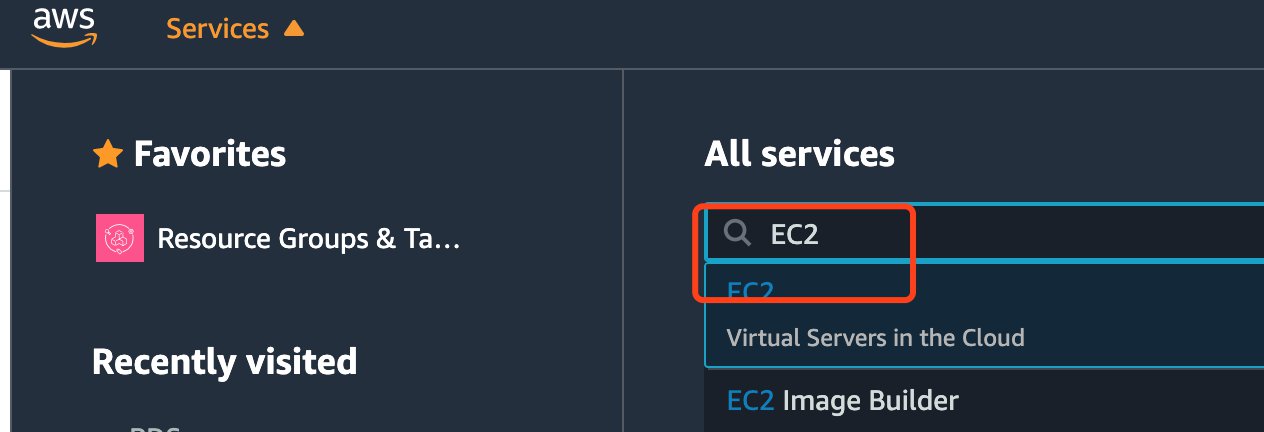 aws
Services
Favorites
Resource Groups & Ta...
Recently visited
All services
EC2
EC2
Virtual Servers in the Cloud
EC2 Image Builder